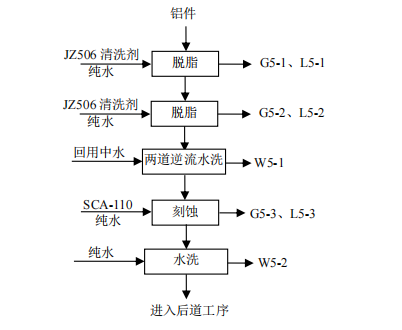 铝件
JZ506 清洗剂
纯水
脱脂
G5-1、L5-1
JZ506 清洗剂
纯水
脱脂
G5-2、L5-2
回用中水
两道逆流水洗
W5-1
SCA-110
纯水
刻蚀
G5-3、L5-3
纯水
水洗
W5-2
进入后道工序